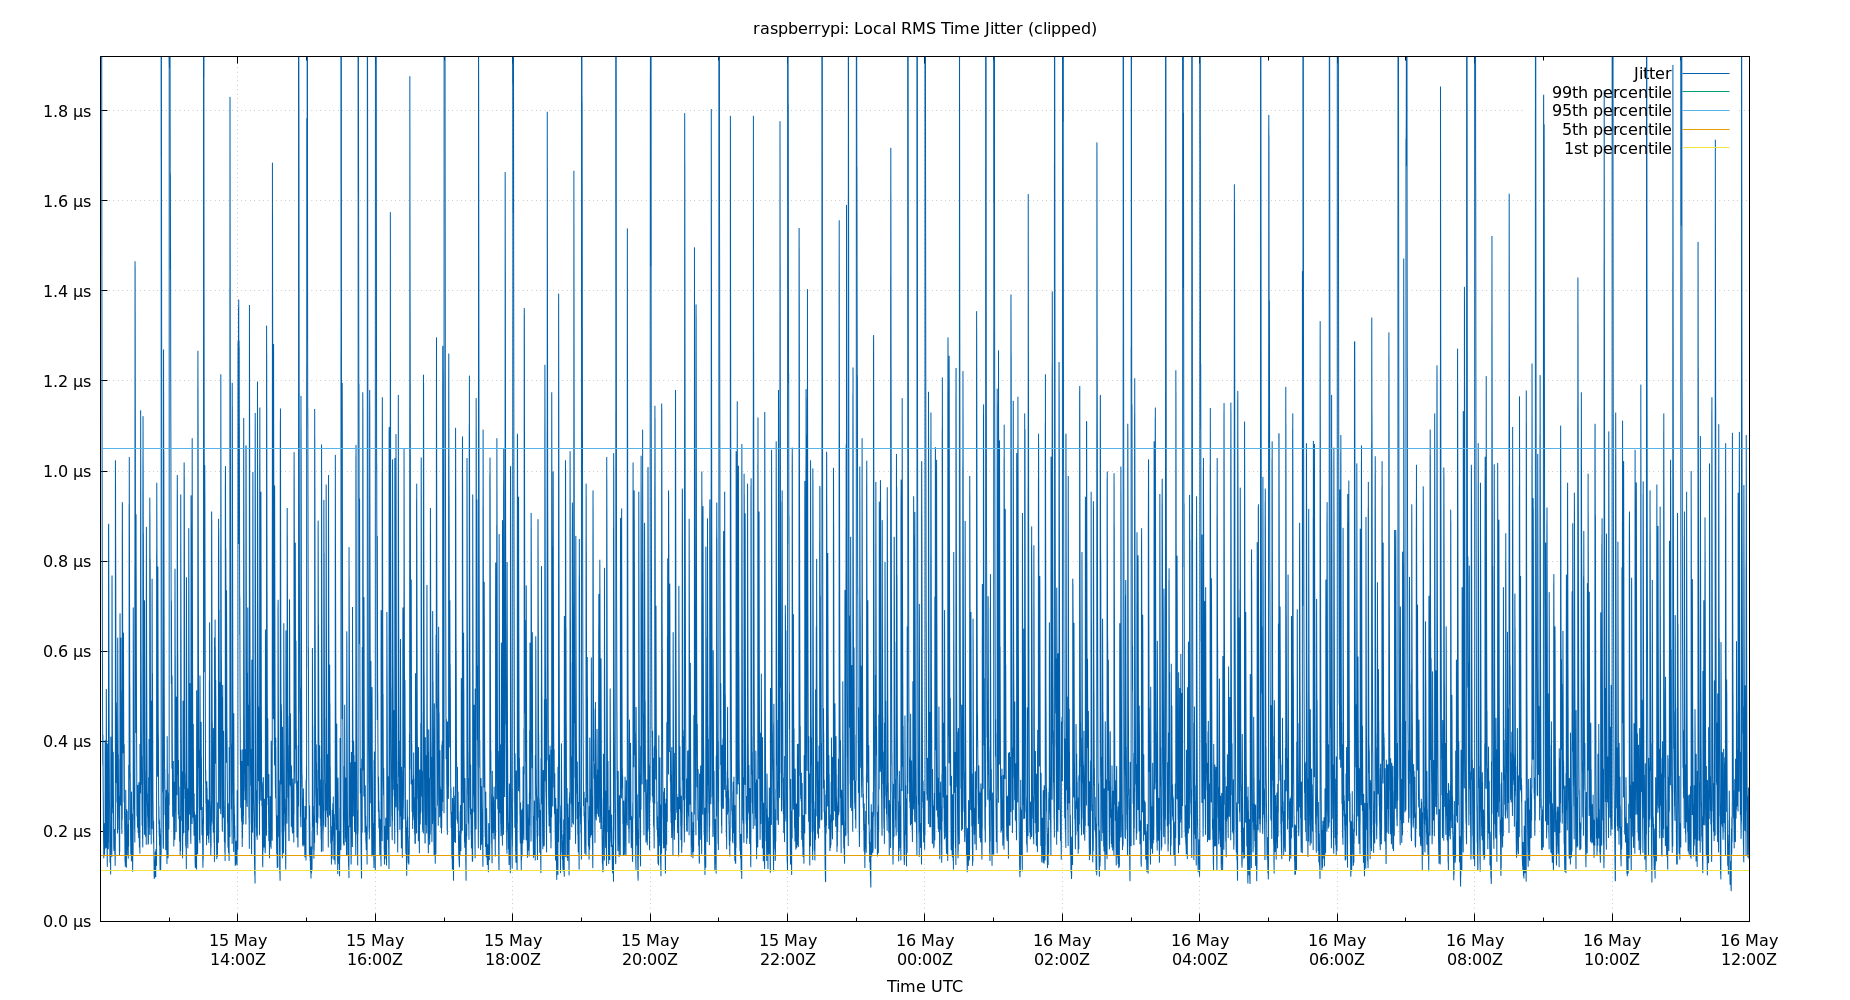 raspberrypi: Local RMS Time Jitter (clipped)
Jitter
99th percentile
95th percentile
5th percentile
1st percentile
1.8 µs
1.6 µs
1.4 µs
1.2 µs
1.0 µs
0.8 µs
0.6 µs
0.4 µs
0.2 µs
0.0 µs
15 May 15 May 15 May 15 May 15 May 16 May 16 May 16 May 16 May 16 May 16 May 16 May
14:00Z 16:00Z 18:00Z 20:00Z 22:00Z 00:00Z 02:00Z 04:00Z 06:00Z 08:00Z 10:00Z 12:00Z
Time UTC